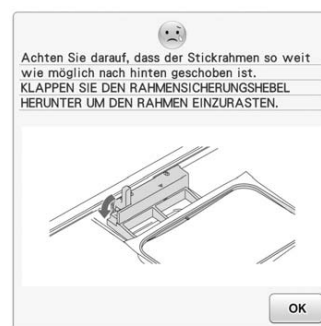 Achten Sie darauf, dass der Stickrahmen so weit
wie möglich nach hinten geschoben ist.
KLAPPEN SIE DEN RAHMENSICHERUNGSHEBEL
HERUNTER UM DEN RAHMEN EINZURASTEN.
OK